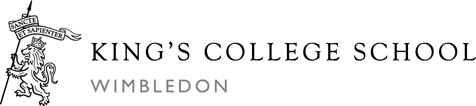 SANCTE
ET SAPIENTER
KING'S COLLEGE SCHOOL
WIMBLEDON